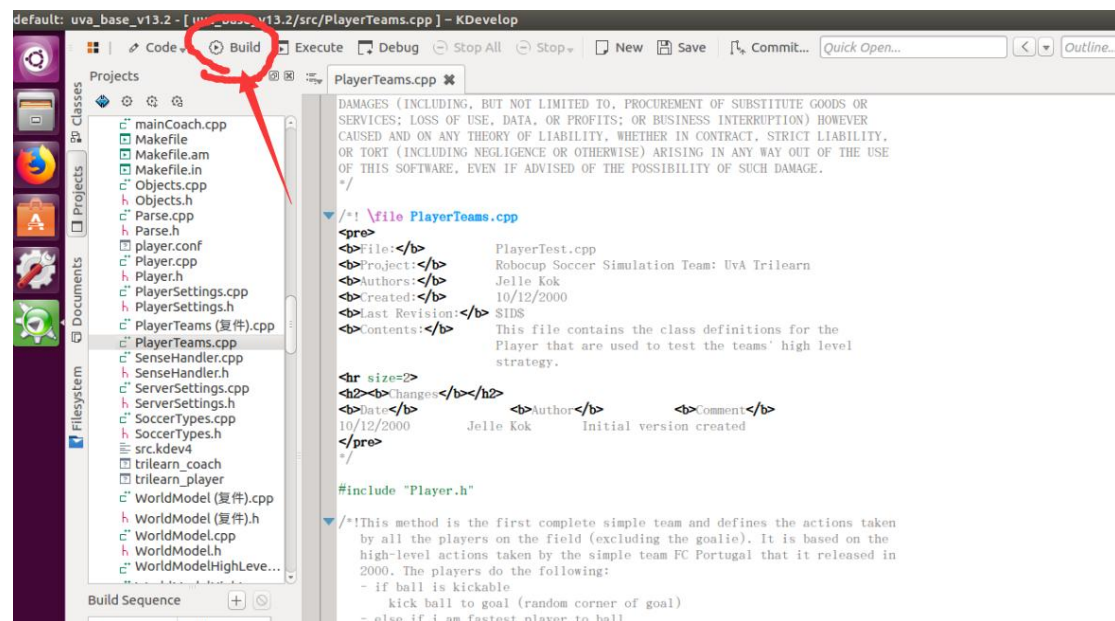 default: uva_base_v13.2 - [ uva_base_v13.2/src/PlayerTeams.cpp ] – KDevelop
Code Build Execute Debug Stop All Stop New Save Commit... Quick Open... Outline...
Projects
PlayerTeams.cpp
Classes
Projects
Documents
Filesystem
mainCoach.cpp
Makefile
Makefile.am
Makefile.in
Objects.cpp
Objects.h
Parse.cpp
Parse.h
player.conf
Player.cpp
Player.h
PlayerSettings.cpp
PlayerSettings.h
PlayerTeams (复件).cpp
PlayerTeams.cpp
SenseHandler.cpp
SenseHandler.h
ServerSettings.cpp
ServerSettings.h
SoccerTypes.cpp
SoccerTypes.h
src.kdev4
trilearn_coach
trilearn_player
WorldModel (复件).cpp
WorldModel (复件).h
WorldModel.cpp
WorldModel.h
WorldModelHighLeve...
Build Sequence
DAMAGES (INCLUDING, BUT NOT LIMITED TO, PROCUREMENT OF SUBSTITUTE GOODS OR
SERVICES; LOSS OF USE, DATA, OR PROFITS; OR BUSINESS INTERRUPTION) HOWEVER
CAUSED AND ON ANY THEORY OF LIABILITY, WHETHER IN CONTRACT, STRICT LIABILITY,
OR TORT (INCLUDING NEGLIGENCE OR OTHERWISE) ARISING IN ANY WAY OUT OF THE USE
OF THIS SOFTWARE, EVEN IF ADVISED OF THE POSSIBILITY OF SUCH DAMAGE.
*/
/*! \file PlayerTeams.cpp
<pre>
<b>File:</b> PlayerTest.cpp
<b>Project:</b> Robocup Soccer Simulation Team: UvA Trilearn
<b>Authors:</b> Jelle Kok
<b>Created:</b> 10/12/2000
<b>Last Revision:</b> $ID$
<b>Contents:</b> This file contains the class definitions for the
Player that are used to test the teams' high level
strategy.
<hr size=2>
<h2><b>Changes</b></h2>
<b>Date</b> <b>Author</b> <b>Comment</b>
10/12/2000 Jelle Kok Initial version created
</pre>
*/
#include "Player.h"
/*!This method is the first complete simple team and defines the actions taken
by all the players on the field (excluding the goalie). It is based on the
high-level actions taken by the simple team FC Portugal that it released in
2000. The players do the following:
- if ball is kickable
kick ball to goal (random corner of goal)
- else if i am fastest player to ball